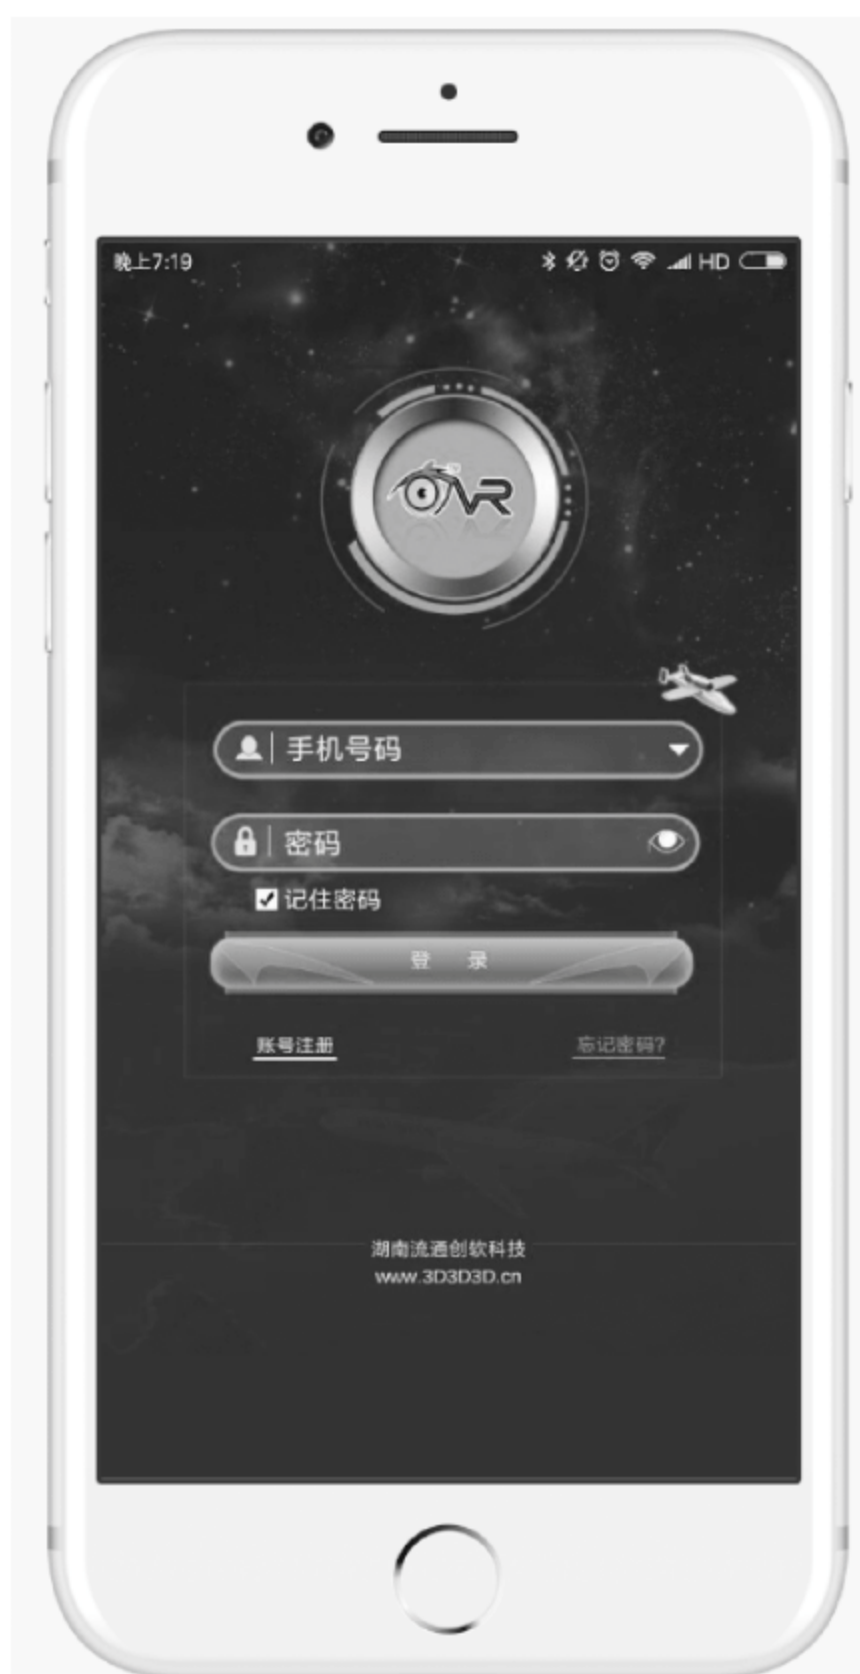 晚上7:19 HD
VR
手机号码
密码
记住密码
登 录
账号注册 忘记密码?
湖南流通创软科技
www.3D3D3D.cn